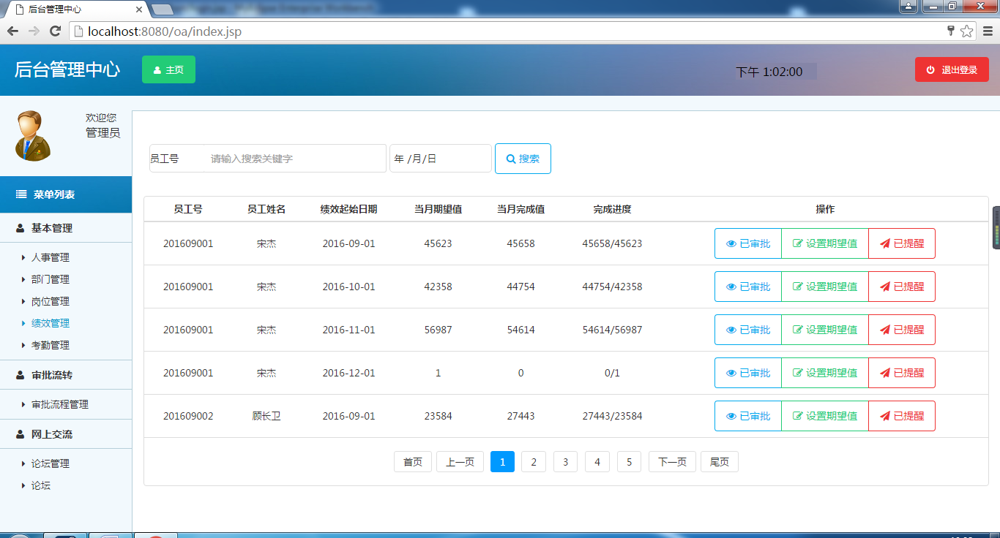 后台管理中心
localhost:8080/oa/index.jsp
后台管理中心 主页 下午 1:02:00 退出登录
欢迎您
管理员
菜单列表
基本管理
人事管理
部门管理
岗位管理
绩效管理
考勤管理
审批流转
审批流程管理
网上交流
论坛管理
论坛
员工号 请输入搜索关键字 年 /月/日 搜索
员工号 员工姓名 绩效起始日期 当月期望值 当月完成值 完成进度 操作
201609001 宋杰 2016-09-01 45623 45658 45658/45623 已审批 设置期望值 已提醒
201609001 宋杰 2016-10-01 42358 44754 44754/42358 已审批 设置期望值 已提醒
201609001 宋杰 2016-11-01 56987 54614 54614/56987 已审批 设置期望值 已提醒
201609001 宋杰 2016-12-01 1 0 0/1 已审批 设置期望值 已提醒
201609002 顾长卫 2016-09-01 23584 27443 27443/23584 已审批 设置期望值 已提醒
首页 上一页 1 2 3 4 5 下一页 尾页